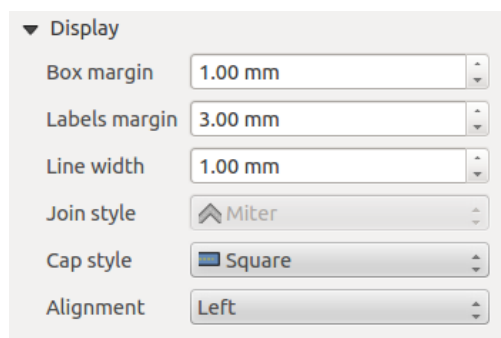 Display
Box margin 1.00 mm
Labels margin 3.00 mm
Line width 1.00 mm
Join style Miter
Cap style Square
Alignment Left